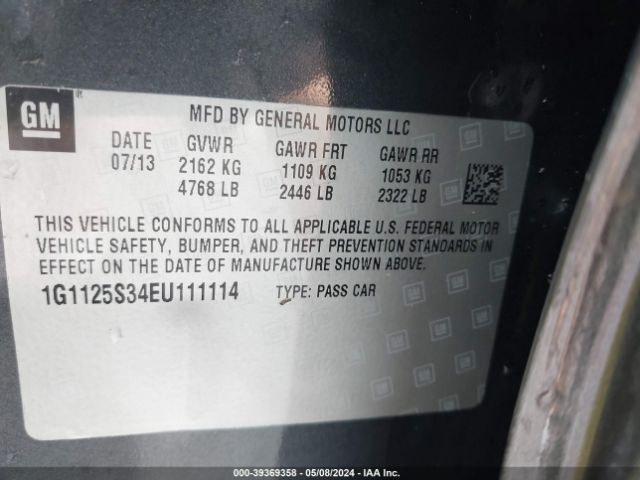 GM
MFD BY GENERAL MOTORS LLC
DATE GVWR GAWR FRT GAWR RR
07/13 2162 KG 1109 KG 1053 KG
4768 LB 2446 LB 2322 LB
THIS VEHICLE CONFORMS TO ALL APPLICABLE U.S. FEDERAL MOTOR
VEHICLE SAFETY, BUMPER, AND THEFT PREVENTION STANDARDS IN
EFFECT ON THE DATE OF MANUFACTURE SHOWN ABOVE.
1G1125S34EU111114 TYPE: PASS CAR
000-39369358 - 05/08/2024 - IAA Inc.